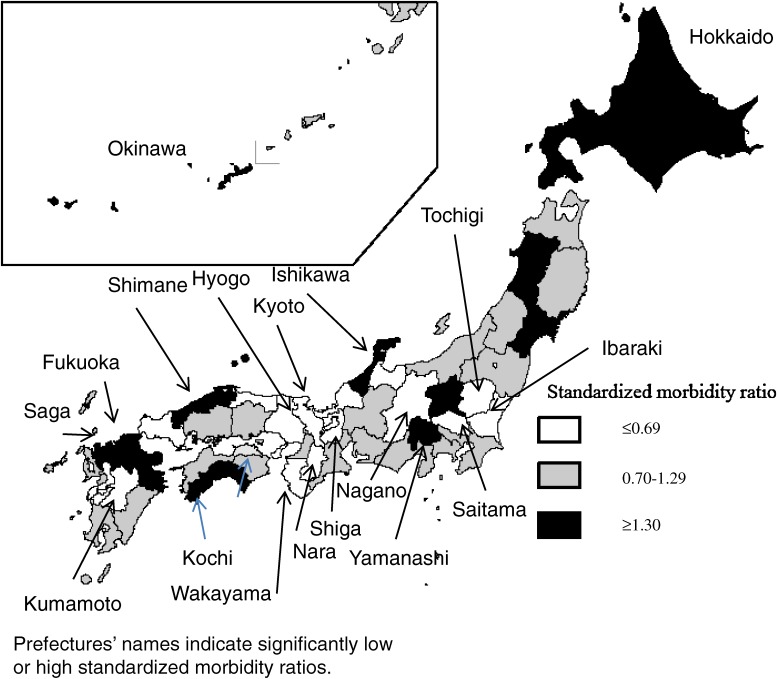 Hokkaido
Okinawa
Tochigi
Shimane
Hyogo
Ishikawa
Kyoto
Fukuoka
Saga
Ibaraki
Standardized morbidity ratio
≤0.69
0.70-1.29
≥1.30
Nagano
Saitama
Shiga
Kochi
Nara
Yamanashi
Wakayama
Kumamoto
Prefectures’ names indicate significantly low
or high standardized morbidity ratios.